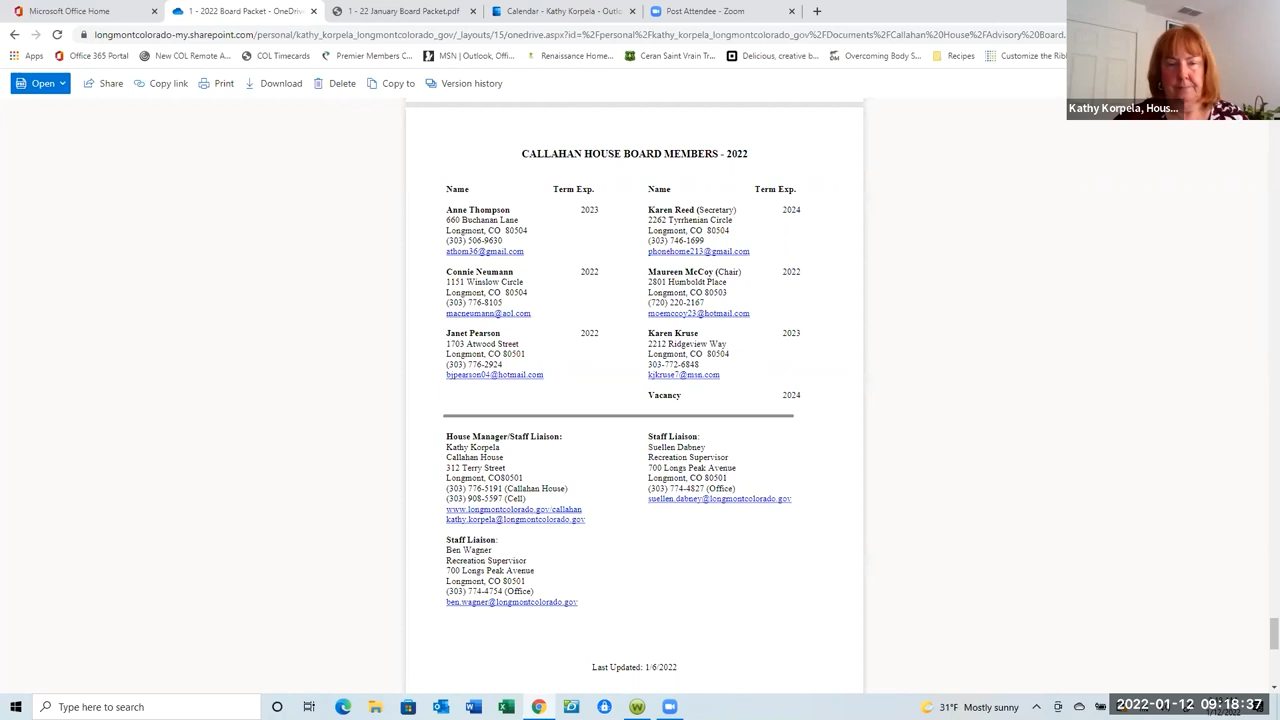 Microsoft Office Home
1 - 2022 Board Packet - OneDriv
1 - 22 January Board Packet.pdf
Calendar - Kathy Korpela - Outlo
Post Attendee - Zoom
longmontcolorado-my.sharepoint.com/personal/kathy_korpela_longmontcolorado_gov/_layouts/15/onedrive.aspx?id=%2Fpersonal%2Fkathy_korpela_longmontcolorado_gov%2FDocuments%2FCallahan%20House%2FAdvisory%20Board.
Apps
Office 365 Portal
New COL Remote A...
COL Timecards
Premier Members C...
MSN | Outlook, Offi...
Renaissance Home...
Ceran Saint Vrain Tr...
Delicious, creative b...
Overcoming Body S...
Recipes
Customize the Rib
Open
Share
Copy link
Print
Download
Delete
Copy to
Version history
Kathy Korpela, Hous...
CALLAHAN HOUSE BOARD MEMBERS - 2022
Name Term Exp. Name Term Exp.
Anne Thompson 2023 Karen Reed (Secretary) 2024
660 Buchanan Lane 2262 Tyrrhenian Circle
Longmont, CO 80504 Longmont, CO 80504
(303) 506-9630 (303) 746-1699
athom36@gmail.com phonehome213@gmail.com
Connie Neumann 2022 Maureen McCoy (Chair) 2022
1151 Winslow Circle 2801 Humboldt Place
Longmont, CO 80504 Longmont, CO 80503
(303) 776-8105 (720) 220-2167
macneumann@aol.com moemccoy23@hotmail.com
Janet Pearson 2022 Karen Kruse 2023
1703 Atwood Street 2212 Ridgeview Way
Longmont, CO 80501 Longmont, CO 80504
(303) 776-2924 303-772-6848
bjpearson04@hotmail.com kjkruse7@msn.com
Vacancy 2024
House Manager/Staff Liaison: Staff Liaison:
Kathy Korpela Suellen Dabney
Callahan House Recreation Supervisor
312 Terry Street 700 Longs Peak Avenue
Longmont, CO80501 Longmont, CO 80501
(303) 776-5191 (Callahan House) (303) 774-4827 (Office)
(303) 908-5597 (Cell) suellen.dabney@longmontcolorado.gov
www.longmontcolorado.gov/callahan
kathy.korpela@longmontcolorado.gov
Staff Liaison:
Ben Wagner
Recreation Supervisor
700 Longs Peak Avenue
Longmont, CO 80501
(303) 774-4754 (Office)
ben.wagner@longmontcolorado.gov
Last Updated: 1/6/2022
Type here to search
31°F Mostly sunny
2022-01-12 09:18:37